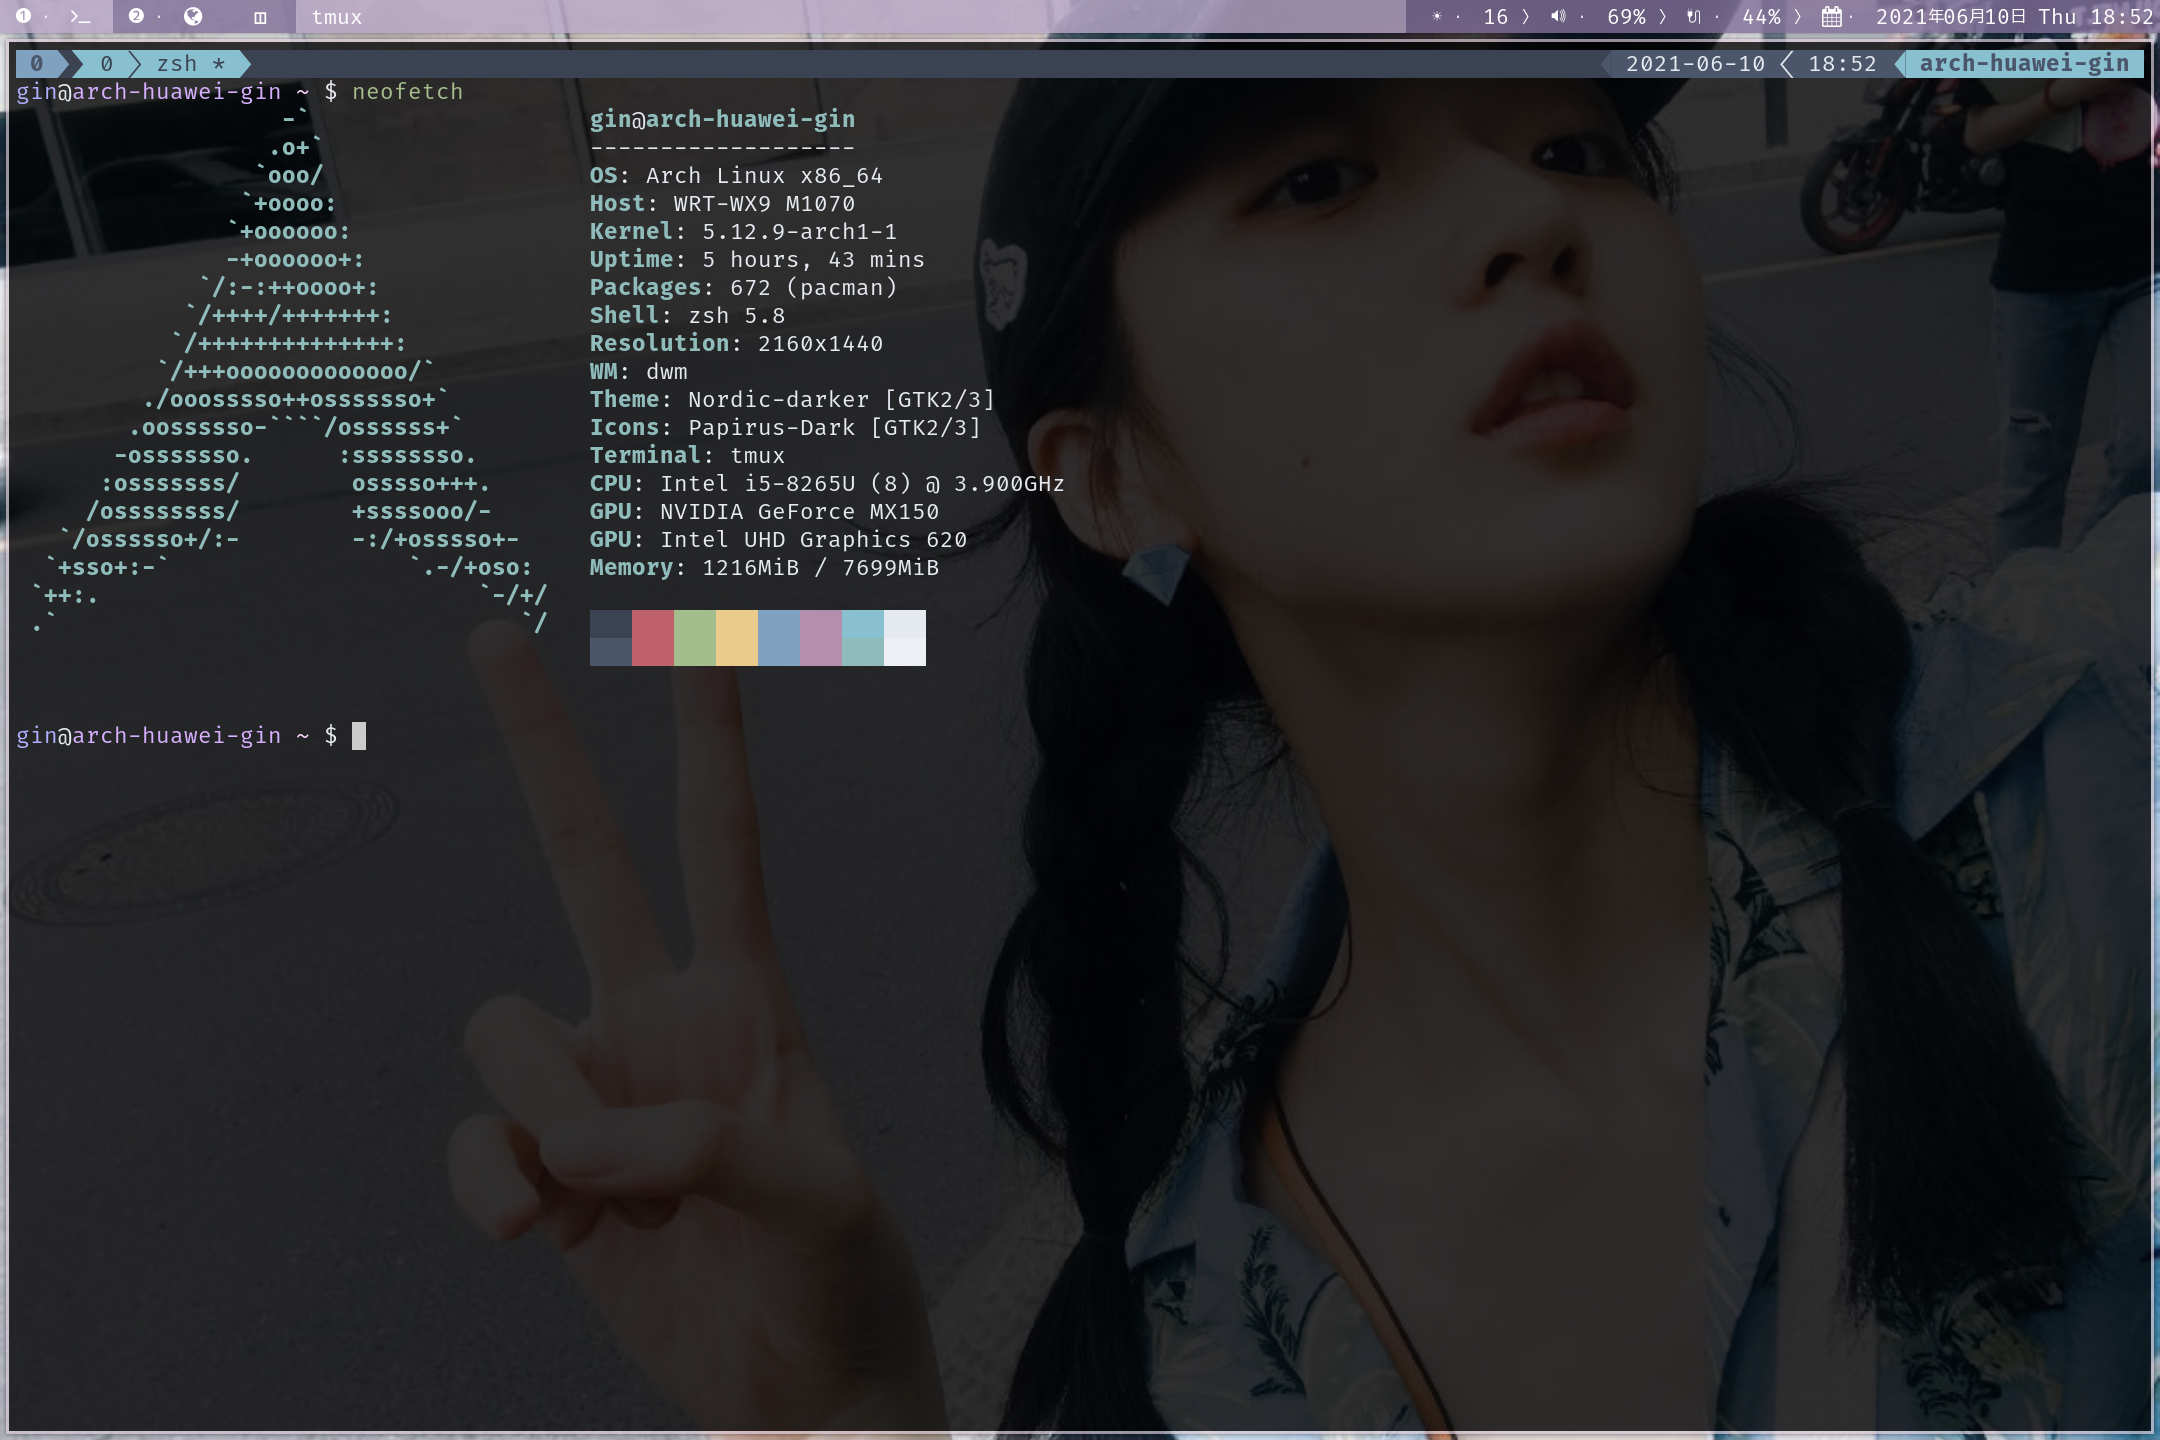 ❶ · >_ ❷ · tmux ☀ · 16 〉 · 69% 〉 · 44% 〉 · 2021年06月10日 Thu 18:52
0 0 zsh * 2021-06-10 18:52 arch-huawei-gin
gin@arch-huawei-gin ~ $ neofetch
-` gin@arch-huawei-gin
.o+` -------------------
`ooo/ OS: Arch Linux x86_64
`+oooo: Host: WRT-WX9 M1070
`+oooooo: Kernel: 5.12.9-arch1-1
-+oooooo+: Uptime: 5 hours, 43 mins
`/:-:++oooo+: Packages: 672 (pacman)
`/++++/+++++++: Shell: zsh 5.8
`/++++++++++++++: Resolution: 2160x1440
`/+++ooooooooooooo/` WM: dwm
./ooosssso++osssssso+` Theme: Nordic-darker [GTK2/3]
.oossssso-````/ossssss+` Icons: Papirus-Dark [GTK2/3]
-osssssso. :ssssssso. Terminal: tmux
:osssssss/ osssso+++. CPU: Intel i5-8265U (8) @ 3.900GHz
/ossssssss/ +ssssooo/- GPU: NVIDIA GeForce MX150
`/ossssso+/:- -:/+osssso+- GPU: Intel UHD Graphics 620
`+sso+:-` `.-/+oso: Memory: 1216MiB / 7699MiB
`++:. `-/+/
.` `/
gin@arch-huawei-gin ~ $